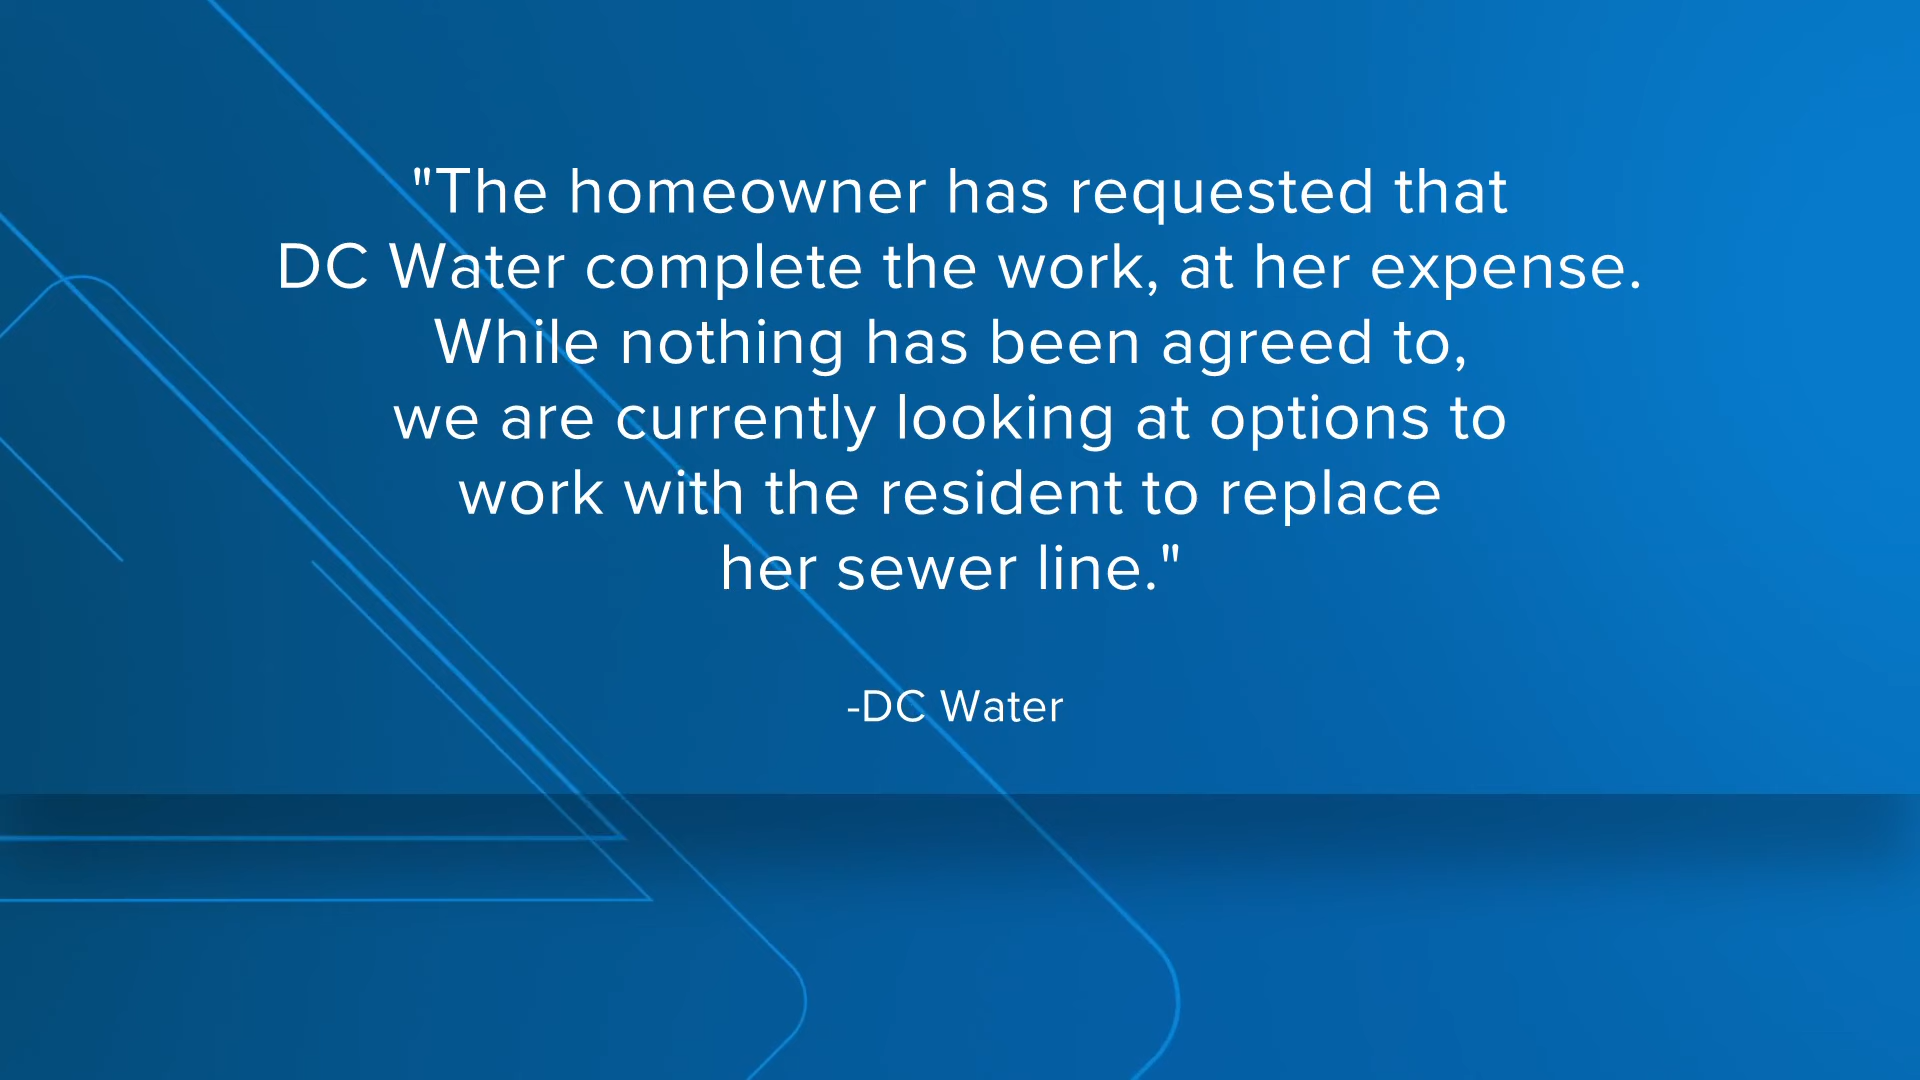 "The homeowner has requested that
DC Water complete the work, at her expense.
While nothing has been agreed to,
we are currently looking at options to
work with the resident to replace
her sewer line."
-DC Water